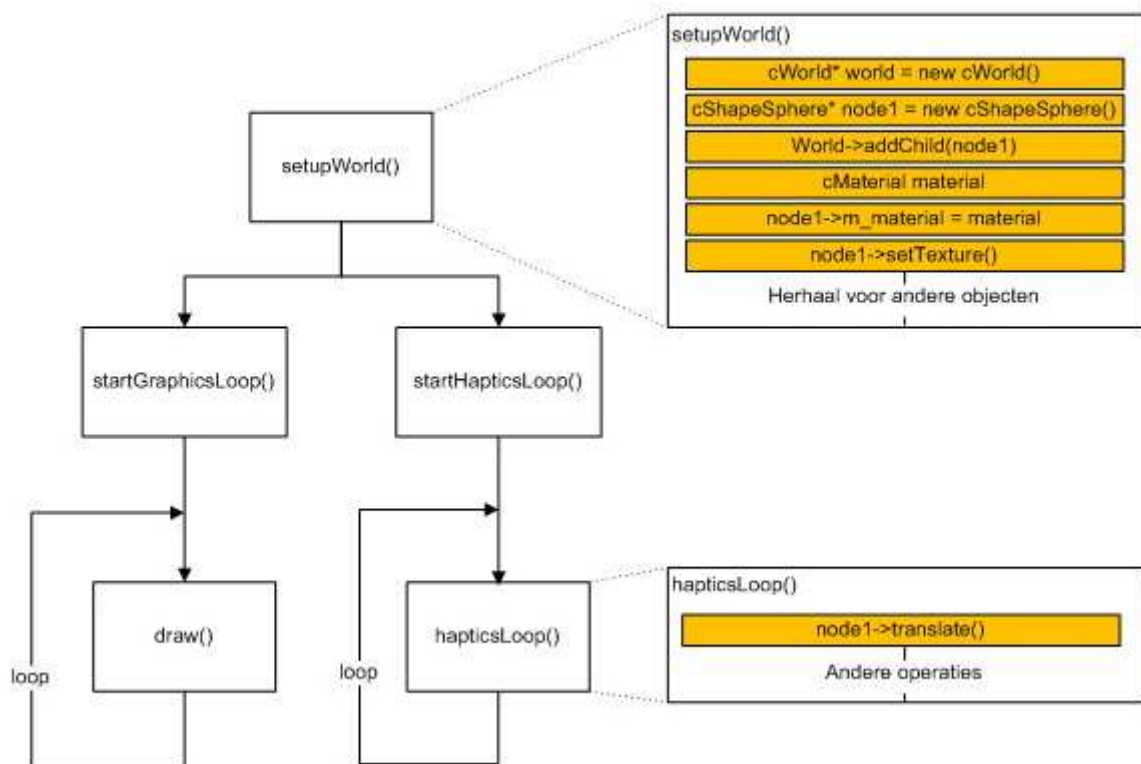 setupWorld()
cWorld* world = new cWorld()
cShapeSphere* node1 = new cShapeSphere()
World->addChild(node1)
cMaterial material
node1->m_material = material
node1->setTexture()
Herhaal voor andere objecten
setupWorld()
startGraphicsLoop()
startHapticsLoop()
draw()
loop
hapticsLoop()
loop
hapticsLoop()
node1->translate()
Andere operaties